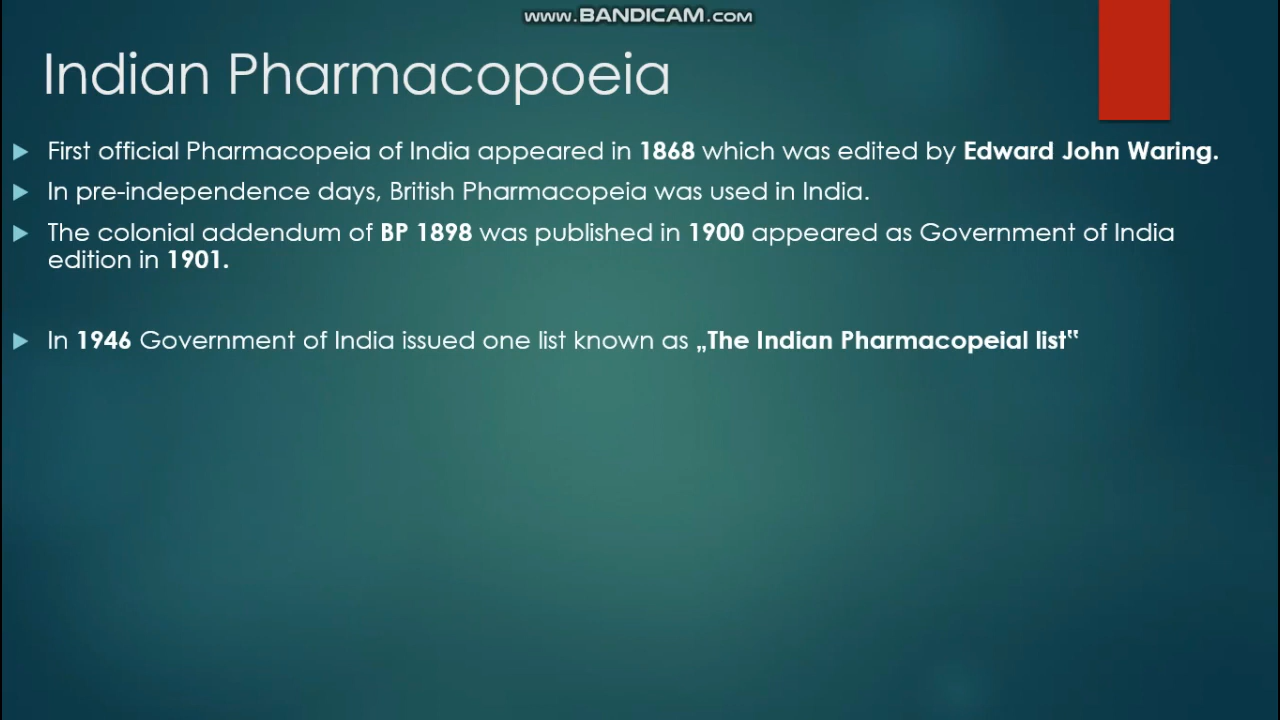 www.BANDICAM.com
Indian Pharmacopoeia
First official Pharmacopeia of India appeared in 1868 which was edited by Edward John Waring.
In pre-independence days, British Pharmacopeia was used in India.
The colonial addendum of BP 1898 was published in 1900 appeared as Government of India
edition in 1901.
In 1946 Government of India issued one list known as „The Indian Pharmacopeial list‟